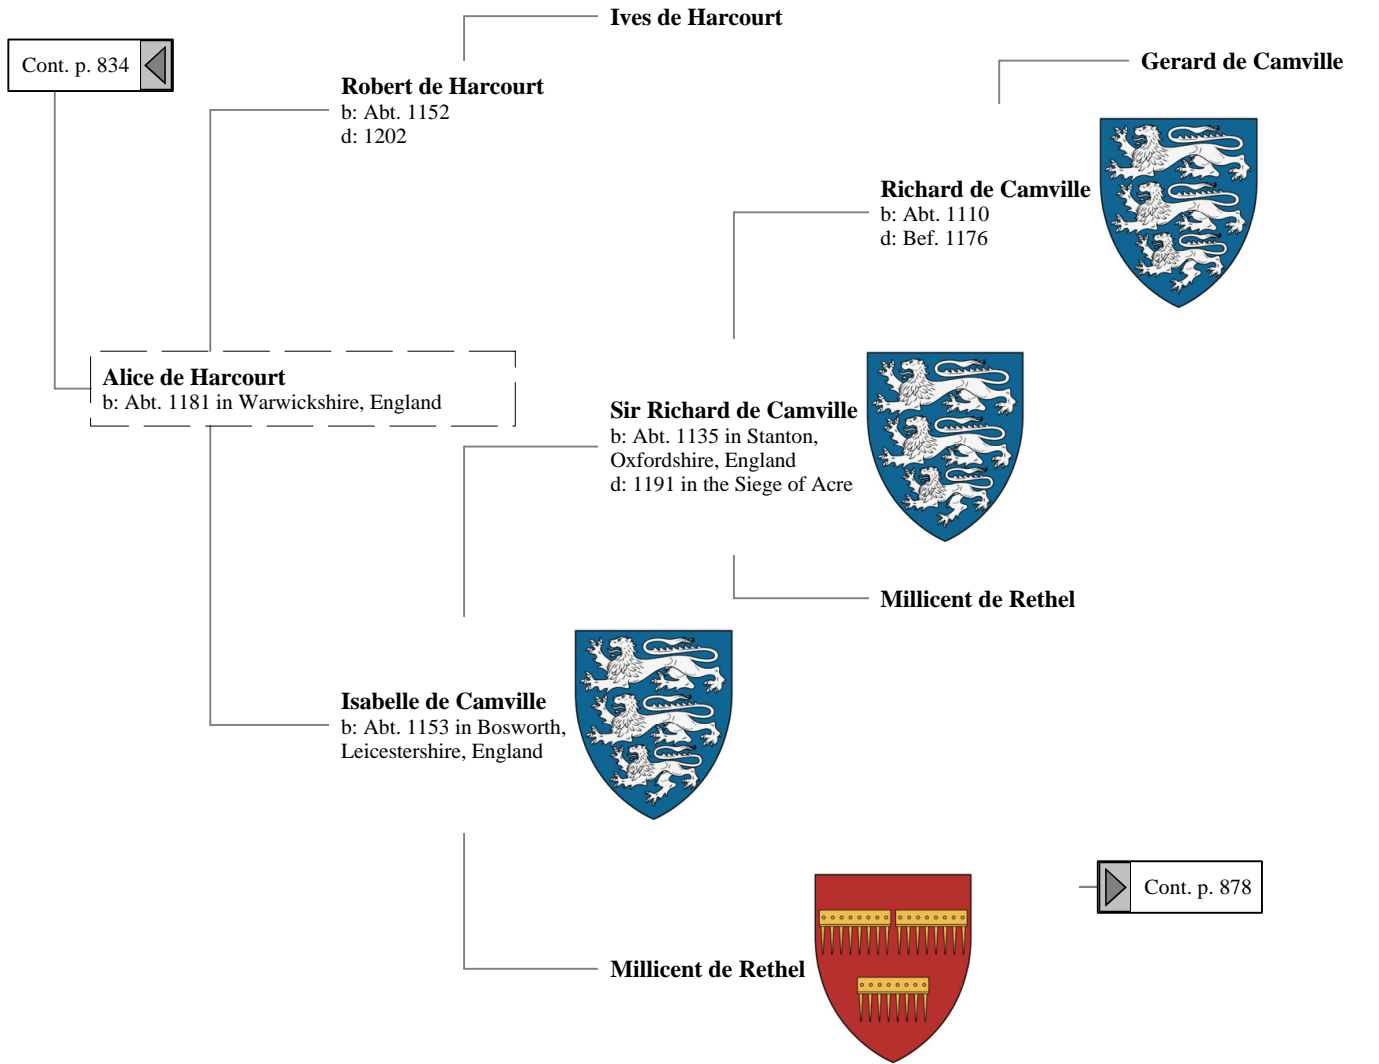 Ives de Harcourt
Cont. p. 834
Gerard de Camville
Robert de Harcourt
b: Abt. 1152
d: 1202
Richard de Camville
b: Abt. 1110
d: Bef. 1176
Alice de Harcourt
b: Abt. 1181 in Warwickshire, England
Sir Richard de Camville
b: Abt. 1135 in Stanton,
Oxfordshire, England
d: 1191 in the Siege of Acre
Millicent de Rethel
Isabelle de Camville
b: Abt. 1153 in Bosworth,
Leicestershire, England
Cont. p. 878
Millicent de Rethel